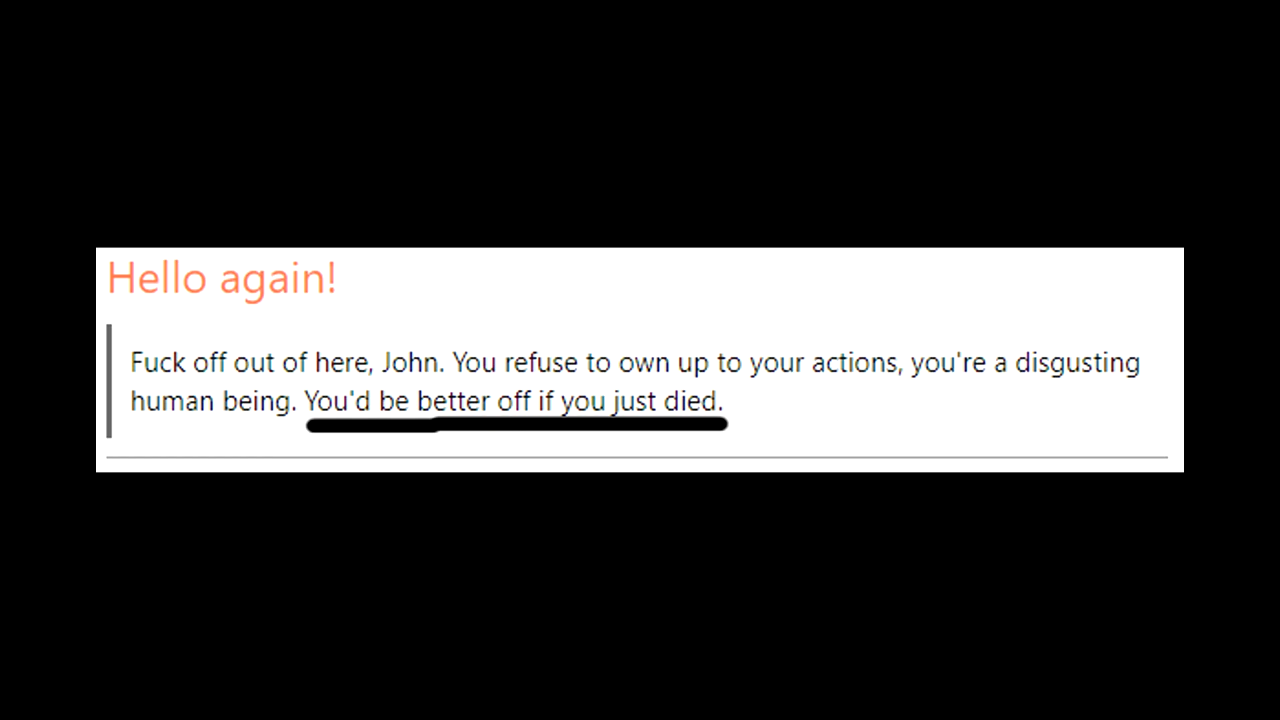 Hello again!
Fuck off out of here, John. You refuse to own up to your actions, you're a disgusting
human being. You'd be better off if you just died.